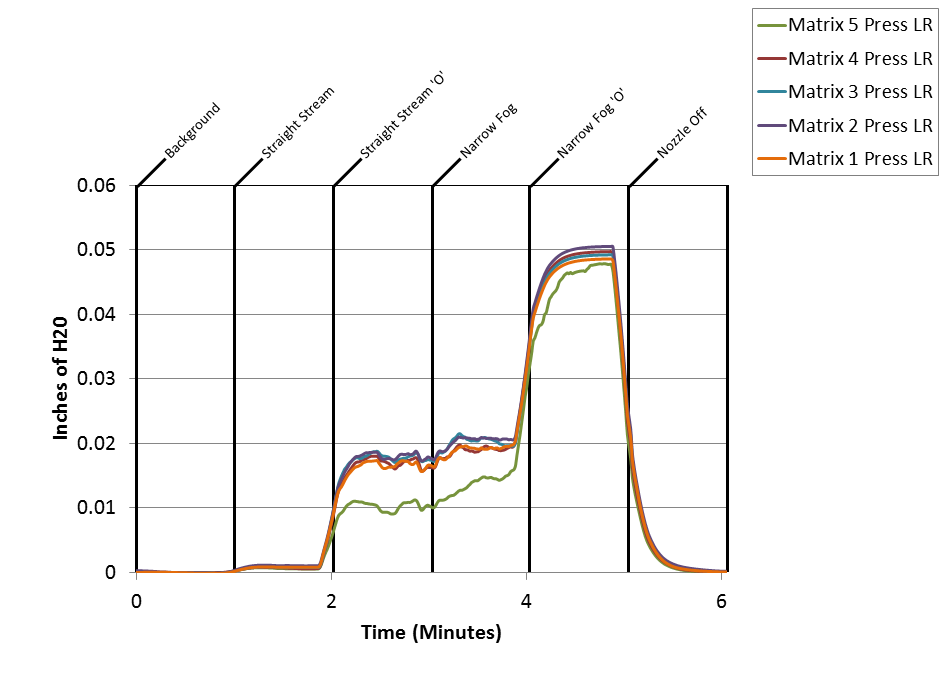 Matrix 5 Press LR
Matrix 4 Press LR
Matrix 3 Press LR
Matrix 2 Press LR
Matrix 1 Press LR
Background
Straight Stream
Straight Stream 'O'
Narrow Fog
Narrow Fog 'O'
Nozzle Off
0.06
0.05
0.04
0.03
0.02
0.01
0
Inches of H20
0 2 4 6
Time (Minutes)